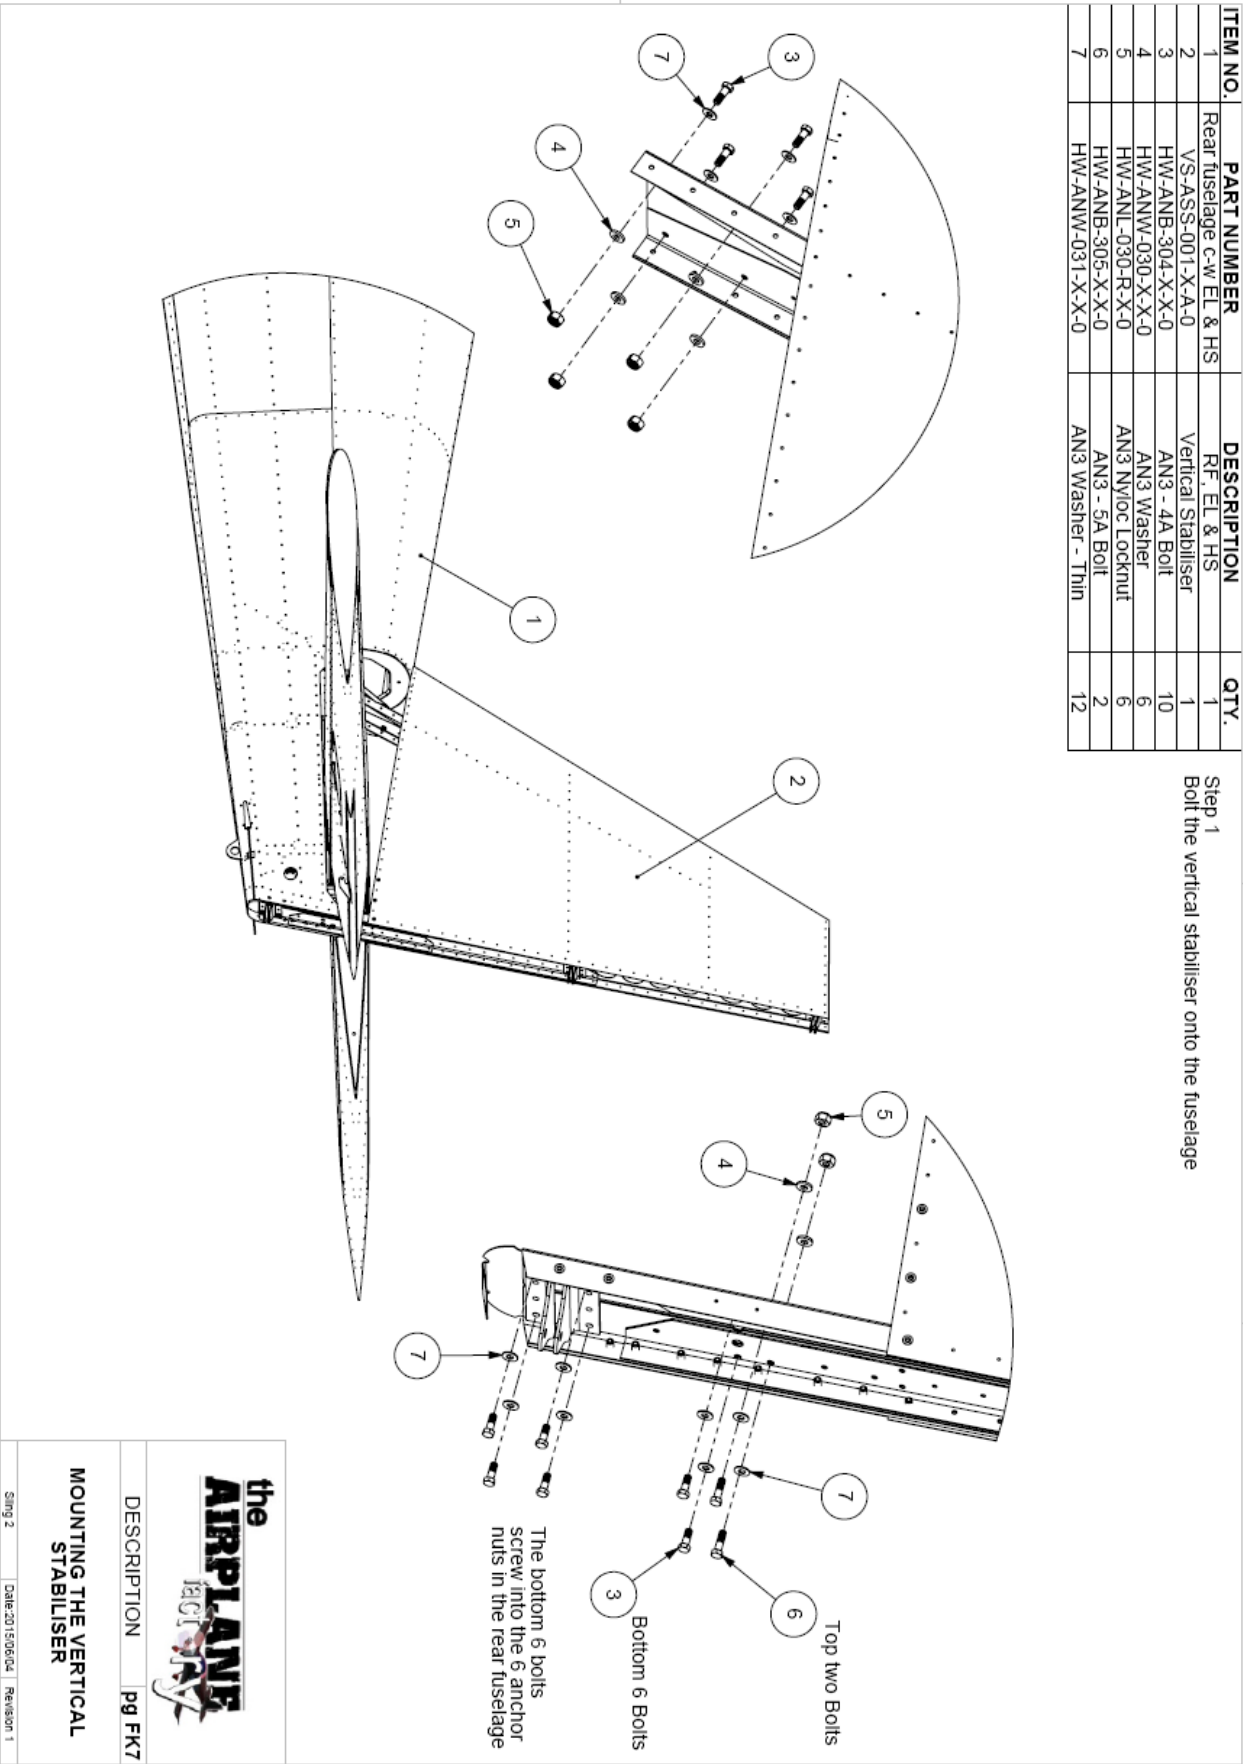 ITEM NO. PART NUMBER DESCRIPTION QTY.
1 Rear fuselage c-w EL & HS RF, EL & HS 1
2 VS-ASS-001-X-A-0 Vertical Stabiliser 1
3 HW-ANB-304-X-X-0 AN3 - 4A Bolt 10
4 HW-ANW-030-X-X-0 AN3 Washer 6
5 HW-ANL-030-R-X-0 AN3 Nyloc Locknut 6
6 HW-ANB-305-X-X-0 AN3 - 5A Bolt 2
7 HW-ANW-031-X-X-0 AN3 Washer - Thin 12
Step 1
Bolt the vertical stabiliser onto the fuselage
3
7
4
5
1
2
5
4
7
7
6
3
Top two Bolts
Bottom 6 Bolts
The bottom 6 bolts
screw into the 6 anchor
nuts in the rear fuselage
the
AIRPLANE
factory
DESCRIPTION pg FK7
MOUNTING THE VERTICAL
STABILISER
Sling 2 Date:2015/06/04 Revision 1